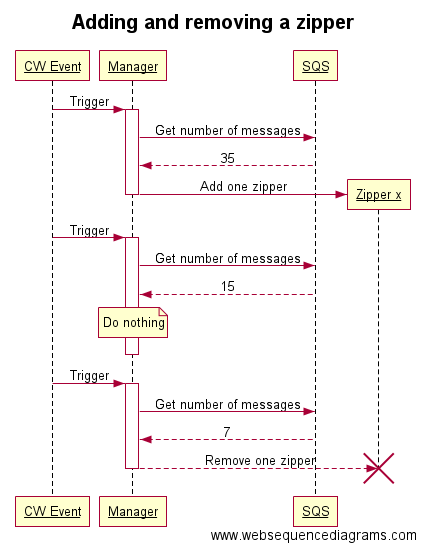 Adding and removing a zipper
CW Event Manager SQS
Trigger
Get number of messages
35
Add one zipper
Zipper x
Trigger
Get number of messages
15
Do nothing
Trigger
Get number of messages
7
Remove one zipper
CW Event Manager SQS
www.websequencediagrams.com